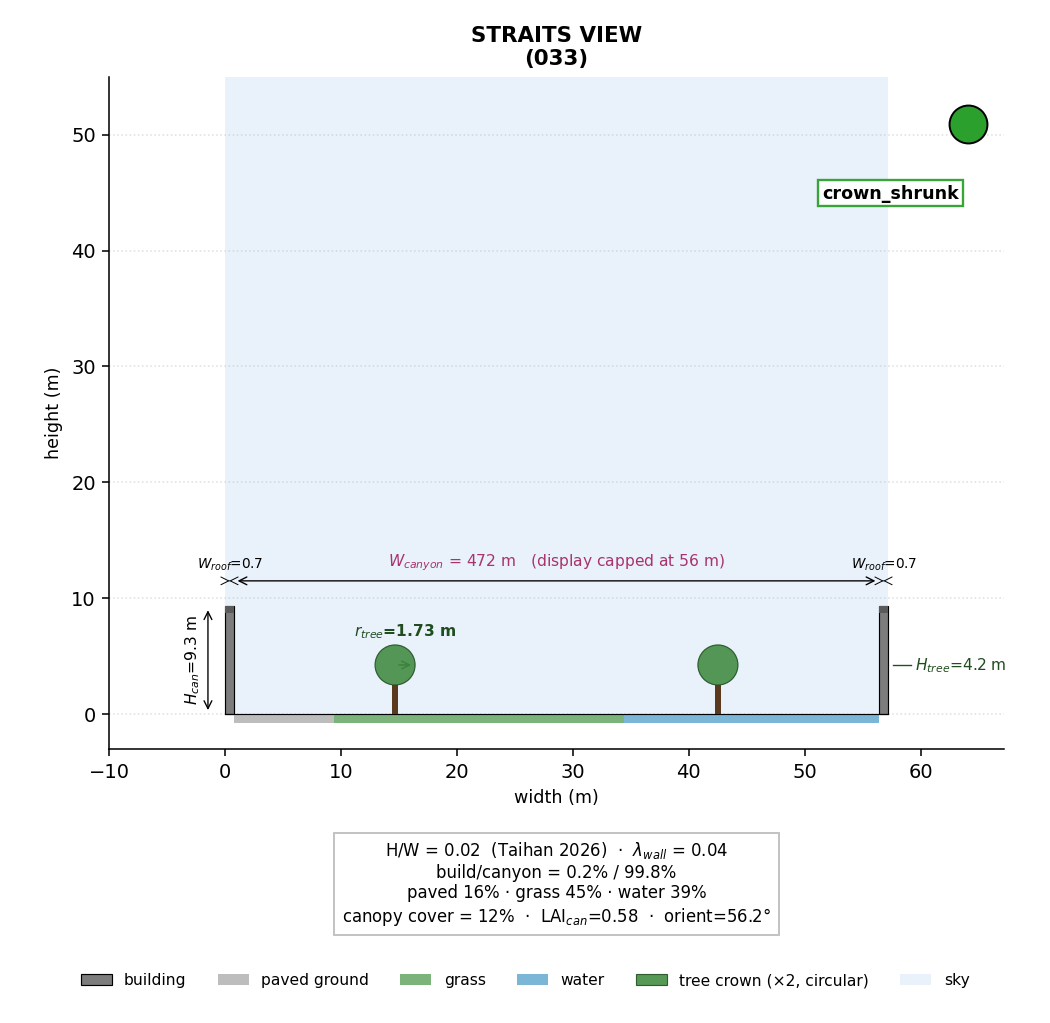 STRAITS VIEW
(033)
50
crown_shrunk
40
30
height (m)
20
W_roof=0.7
W_canyon = 472 m (display capped at 56 m)
W_roof=0.7
10
r_tree=1.73 m
H_can=9.3 m
H_tree=4.2 m
0
−10 0 10 20 30 40 50 60
width (m)
H/W = 0.02 (Taihan 2026) · λ_wall = 0.04
build/canyon = 0.2% / 99.8%
paved 16% · grass 45% · water 39%
canopy cover = 12% · LAI_can=0.58 · orient=56.2°
building paved ground grass water tree crown (×2, circular) sky